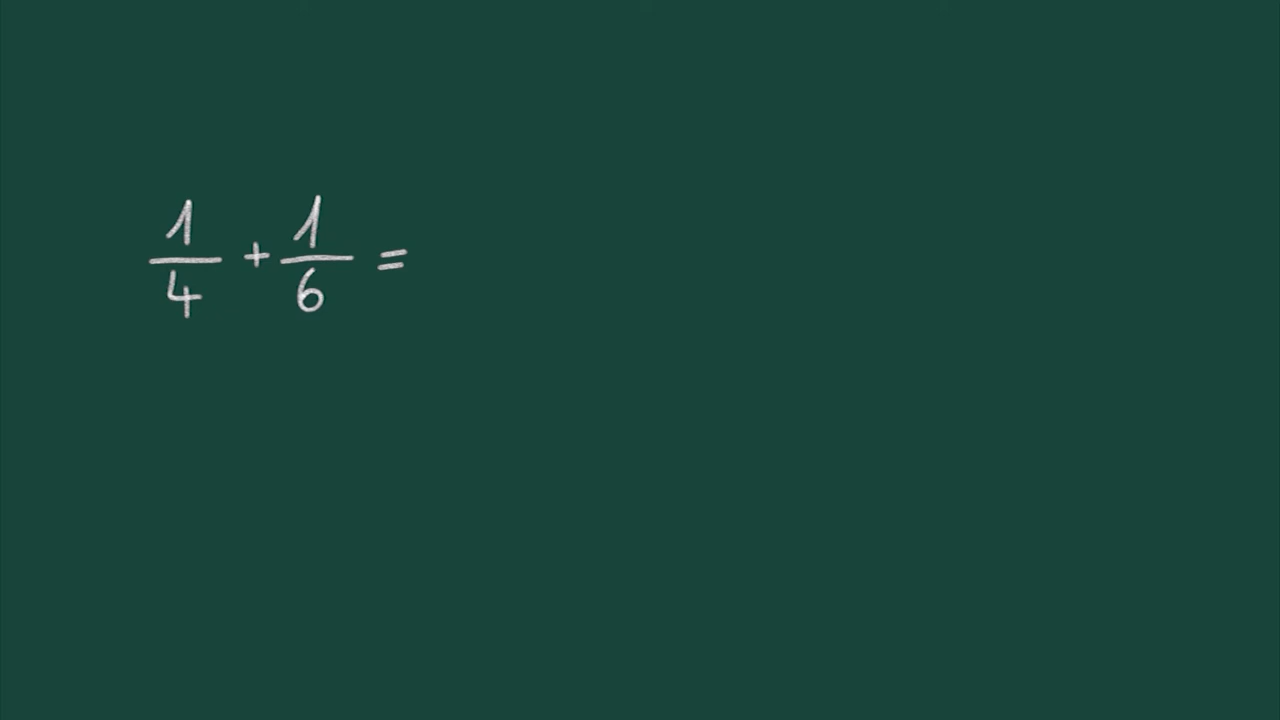 1/4 + 1/6 =